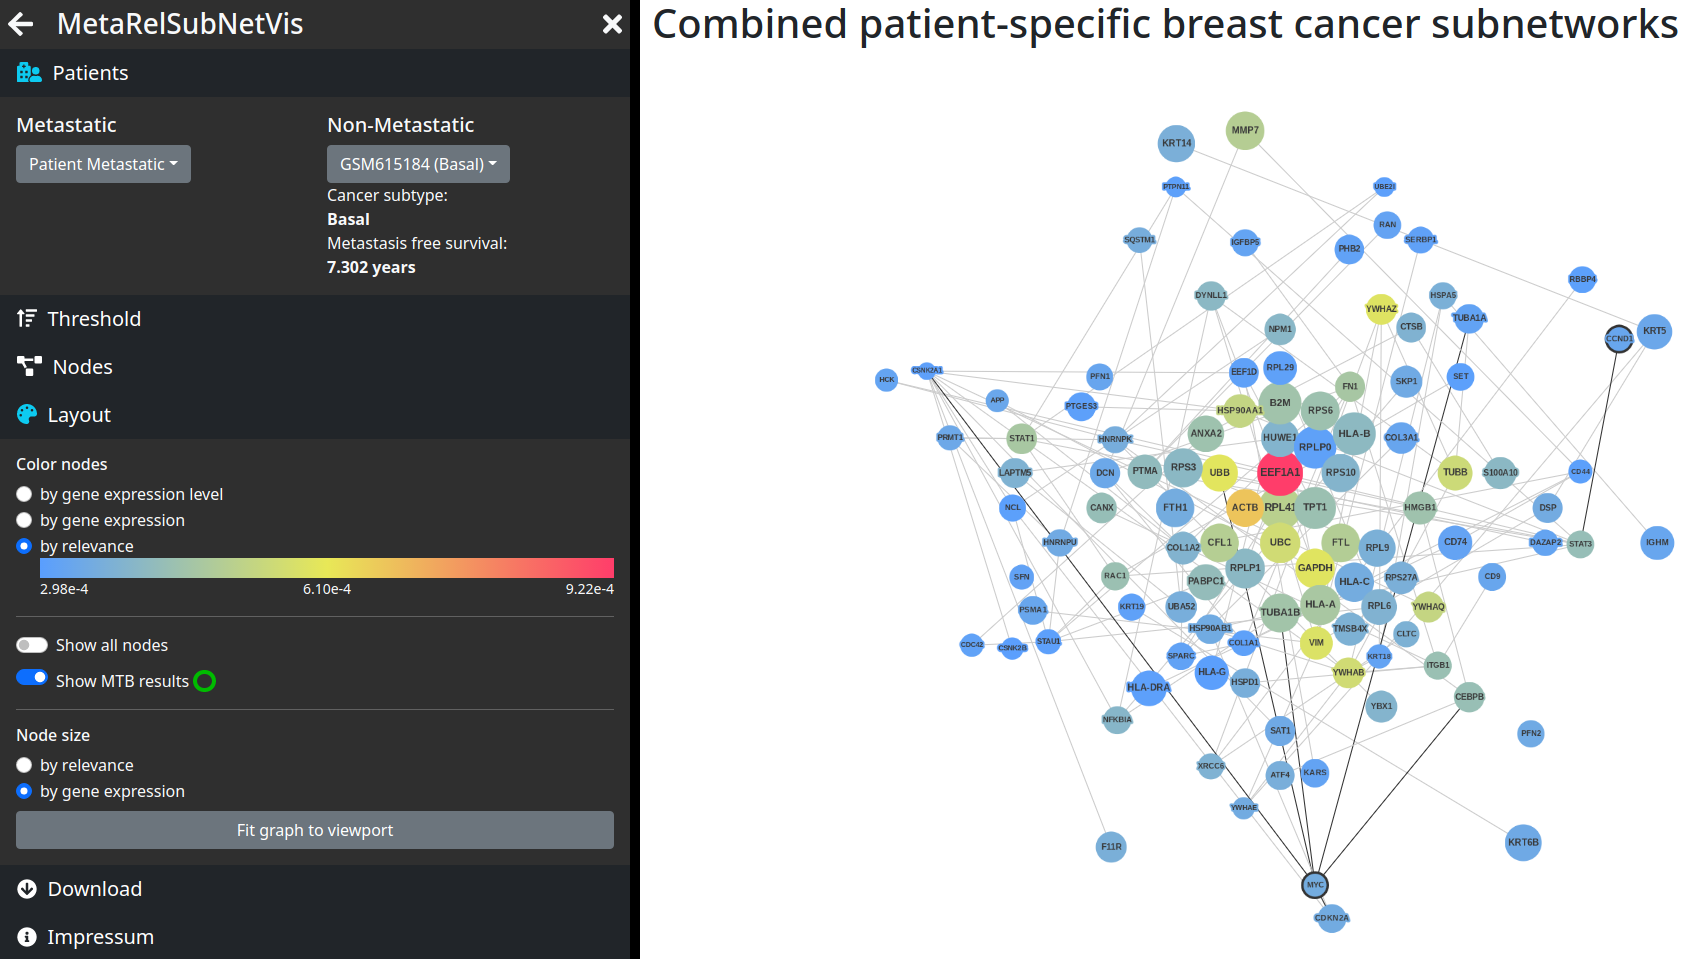 MetaRelSubNetVis
Patients
Metastatic
Non-Metastatic
Patient Metastatic
GSM615184 (Basal)
Cancer subtype:
Basal
Metastasis free survival:
7.302 years
Threshold
Nodes
Layout
Color nodes
by gene expression level
by gene expression
by relevance
2.98e-4 6.10e-4 9.22e-4
Show all nodes
Show MTB results
Node size
by relevance
by gene expression
Fit graph to viewport
Download
Impressum
Combined patient-specific breast cancer subnetworks
MMP7
KRT14
PTPN11
UBE2I
RAN
SQSTM1
IGFBP5
SERBP1
PHB2
RBBP4
DYNLL1
HSPA5
YWHAZ
TUBA1A
NPM1
CTSB
KRT5
CCND1
RPL29
CSNK2A1
EEF1D
PFN1
SET
HCK
SKP1
FN1
APP
B2M
PTGES3
HSP90AA1
RPS6
ANXA2
HLA-B
PRMT1
STAT1
HNRNPK
HUWE1
COL3A1
RPLP0
RPS3
PTMA
CD44
LAPTM5
DCN
UBB
EEF1A1
RPS10
TUBB
S100A10
NCL
CANX
FTH1
ACTB
RPL41
TPT1
HMGB1
DSP
HNRNPU
COL1A2
CFL1
UBC
FTL
RPL9
CD74
DAZAP2
STAT3
IGHM
SFN
RAC1
PABPC1
RPLP1
GAPDH
HLA-C
RPS27A
CD9
PSMA1
KRT19
UBA52
TUBA1B
HLA-A
RPL6
YWHAQ
HSP90AB1
TMSB4X
CLTC
CDC42
CSNK2B
STAU1
COL1A1
VIM
SPARC
KRT18
ITGB1
HLA-G
YWHAB
HLA-DRA
HSPD1
CEBPB
YBX1
NFKBIA
SAT1
PFN2
XRCC6
ATF4
KARS
YWHAE
F11R
KRT6B
MYC
CDKN2A